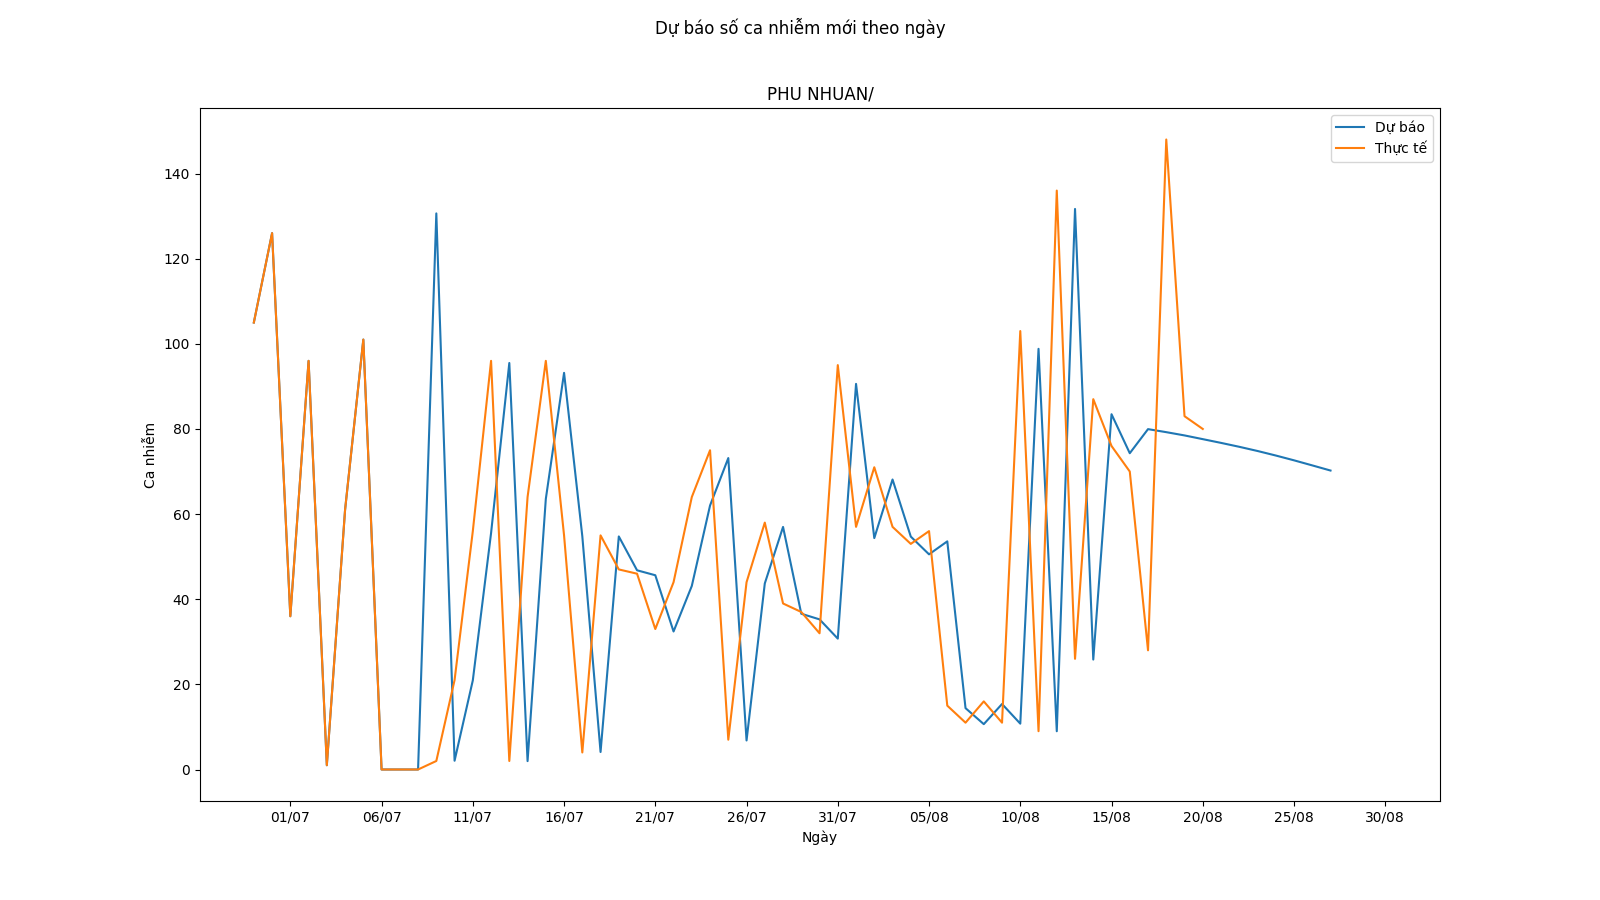 Dự báo số ca nhiễm mới theo ngày
PHU NHUAN/
Dự báo
Thực tế
140
120
100
80
60
40
20
0
Ca nhiễm
01/07 06/07 11/07 16/07 21/07 26/07 31/07 05/08 10/08 15/08 20/08 25/08 30/08
Ngày